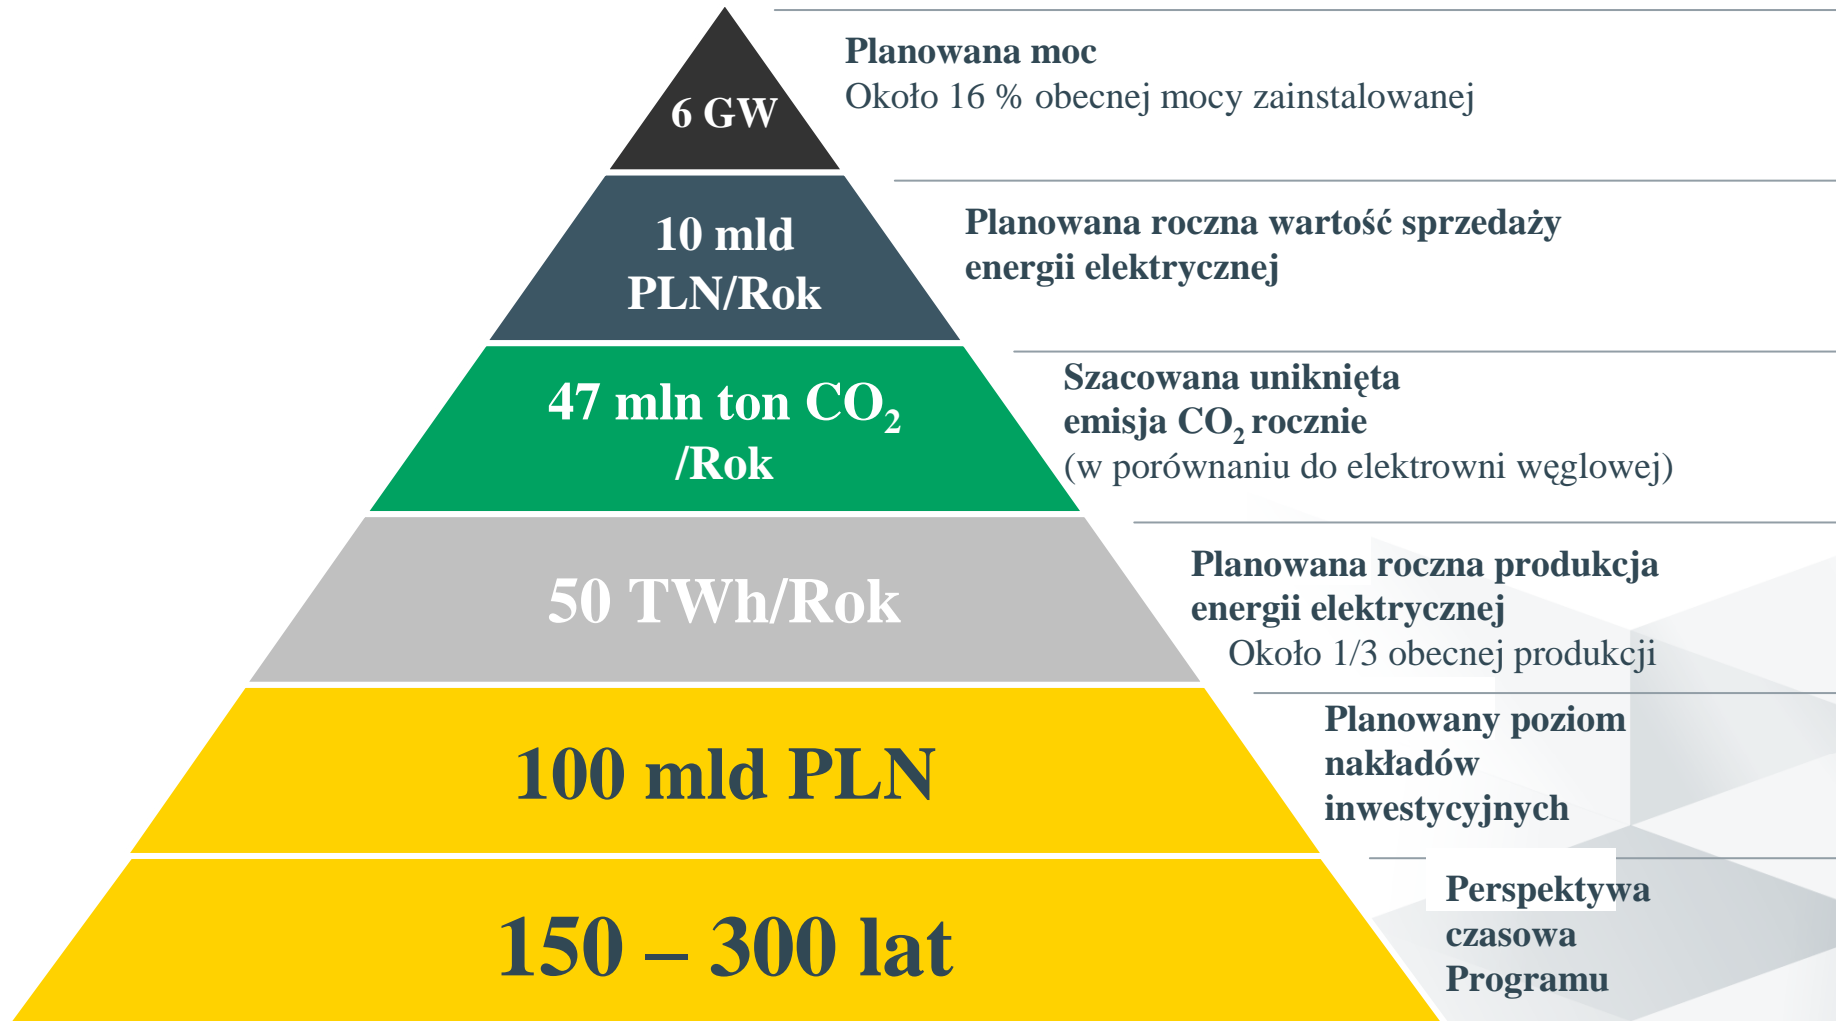 6 GW
Planowana moc
Około 16 % obecnej mocy zainstalowanej
10 mld
PLN/Rok
Planowana roczna wartość sprzedaży
energii elektrycznej
47 mln ton CO₂
/Rok
Szacowana uniknięta
emisja CO₂ rocznie
(w porównaniu do elektrowni węglowej)
50 TWh/Rok
Planowana roczna produkcja
energii elektrycznej
Około 1/3 obecnej produkcji
100 mld PLN
Planowany poziom
nakładów
inwestycyjnych
150 – 300 lat
Perspektywa
czasowa
Programu